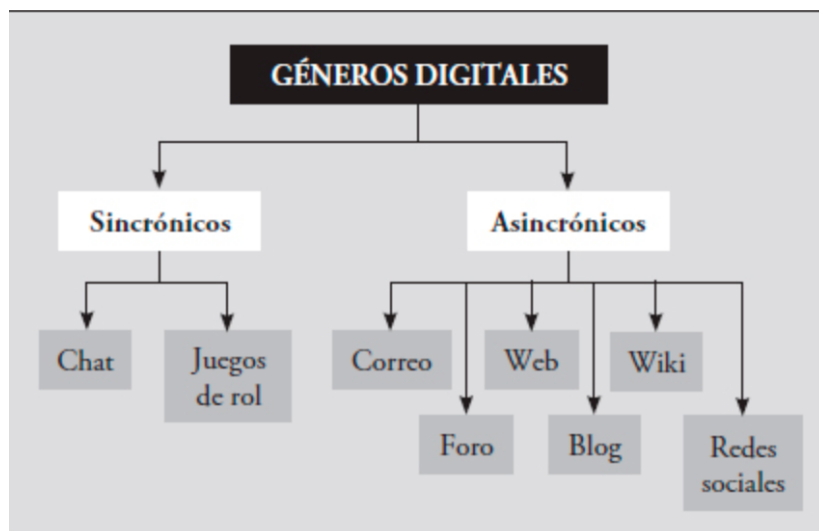 GÉNEROS DIGITALES
Sincrónicos
Asincrónicos
Chat
Juegos
de rol
Correo
Web
Wiki
Foro
Blog
Redes
sociales